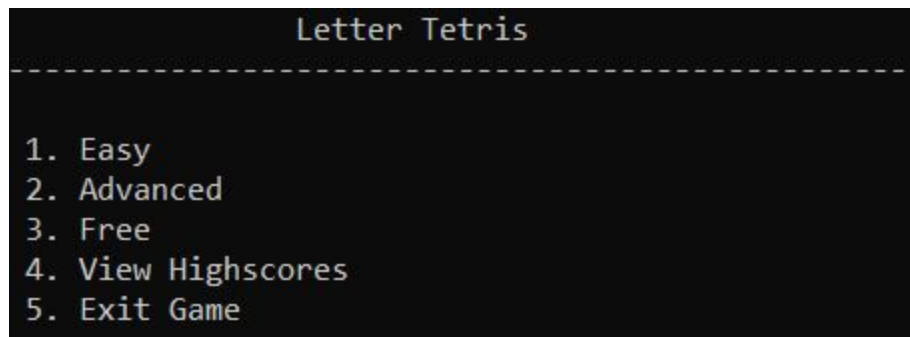 Letter Tetris
--------------------------------------------------
1. Easy
2. Advanced
3. Free
4. View Highscores
5. Exit Game